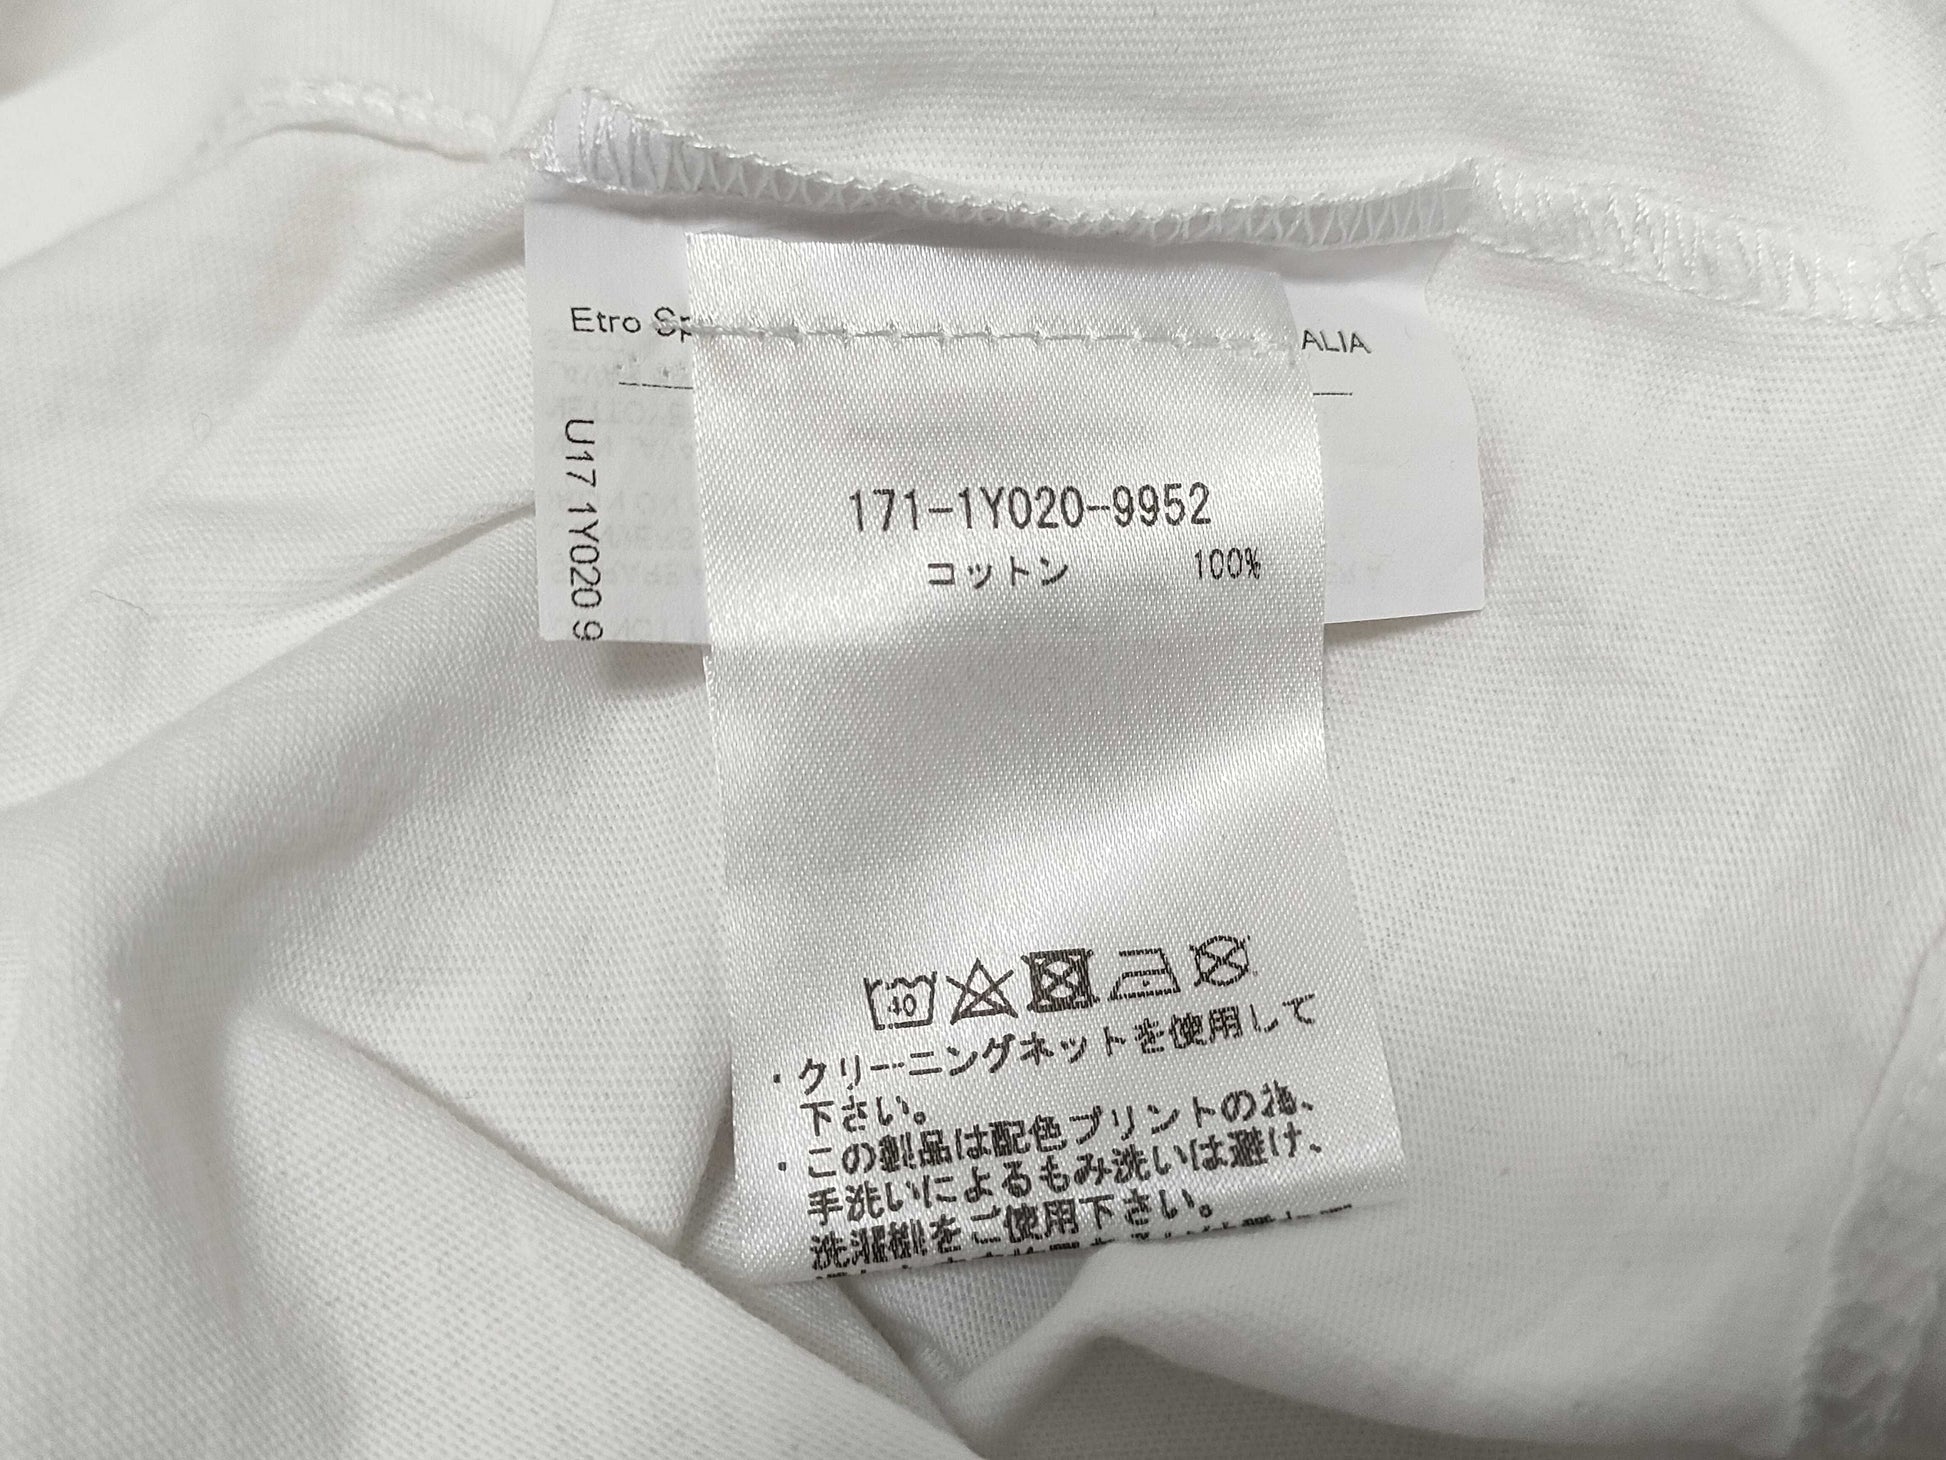 Etro
ALIA
U17 1Y020 9
171-1Y020-9952
コットン 100%
40
・クリーニングネットを使用して
下さい。
・この製品は配色プリントの為、
手洗いによるもみ洗いは避け、
洗濯機をご使用下さい。